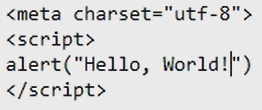 <meta charset="utf-8">
<script>
alert("Hello, World!")
</script>